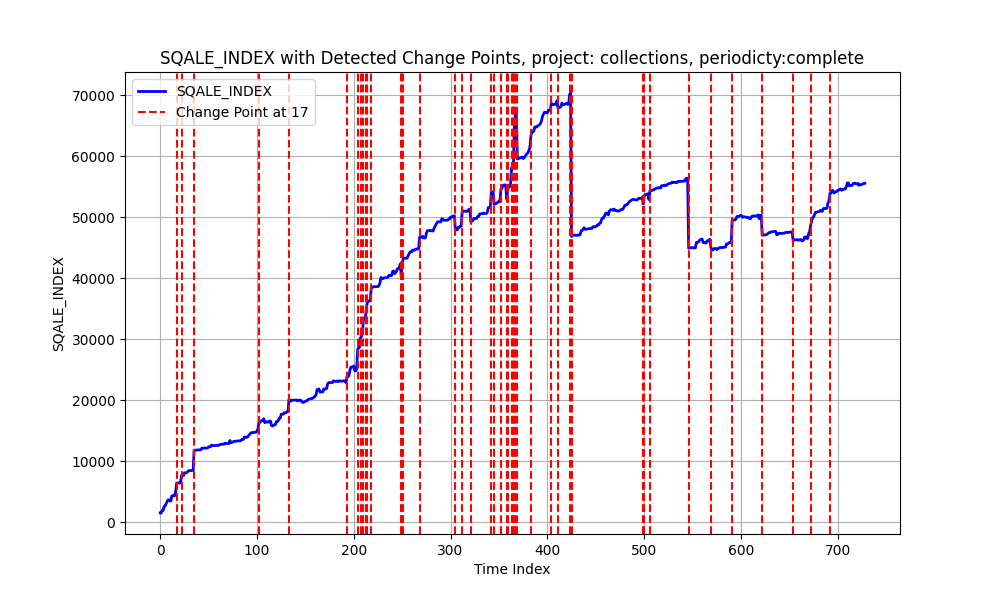 SQALE_INDEX with Detected Change Points, project: collections, periodicty:complete
SQALE_INDEX
Change Point at 17
70000
60000
50000
40000
30000
20000
10000
0
SQALE_INDEX
0 100 200 300 400 500 600 700
Time Index